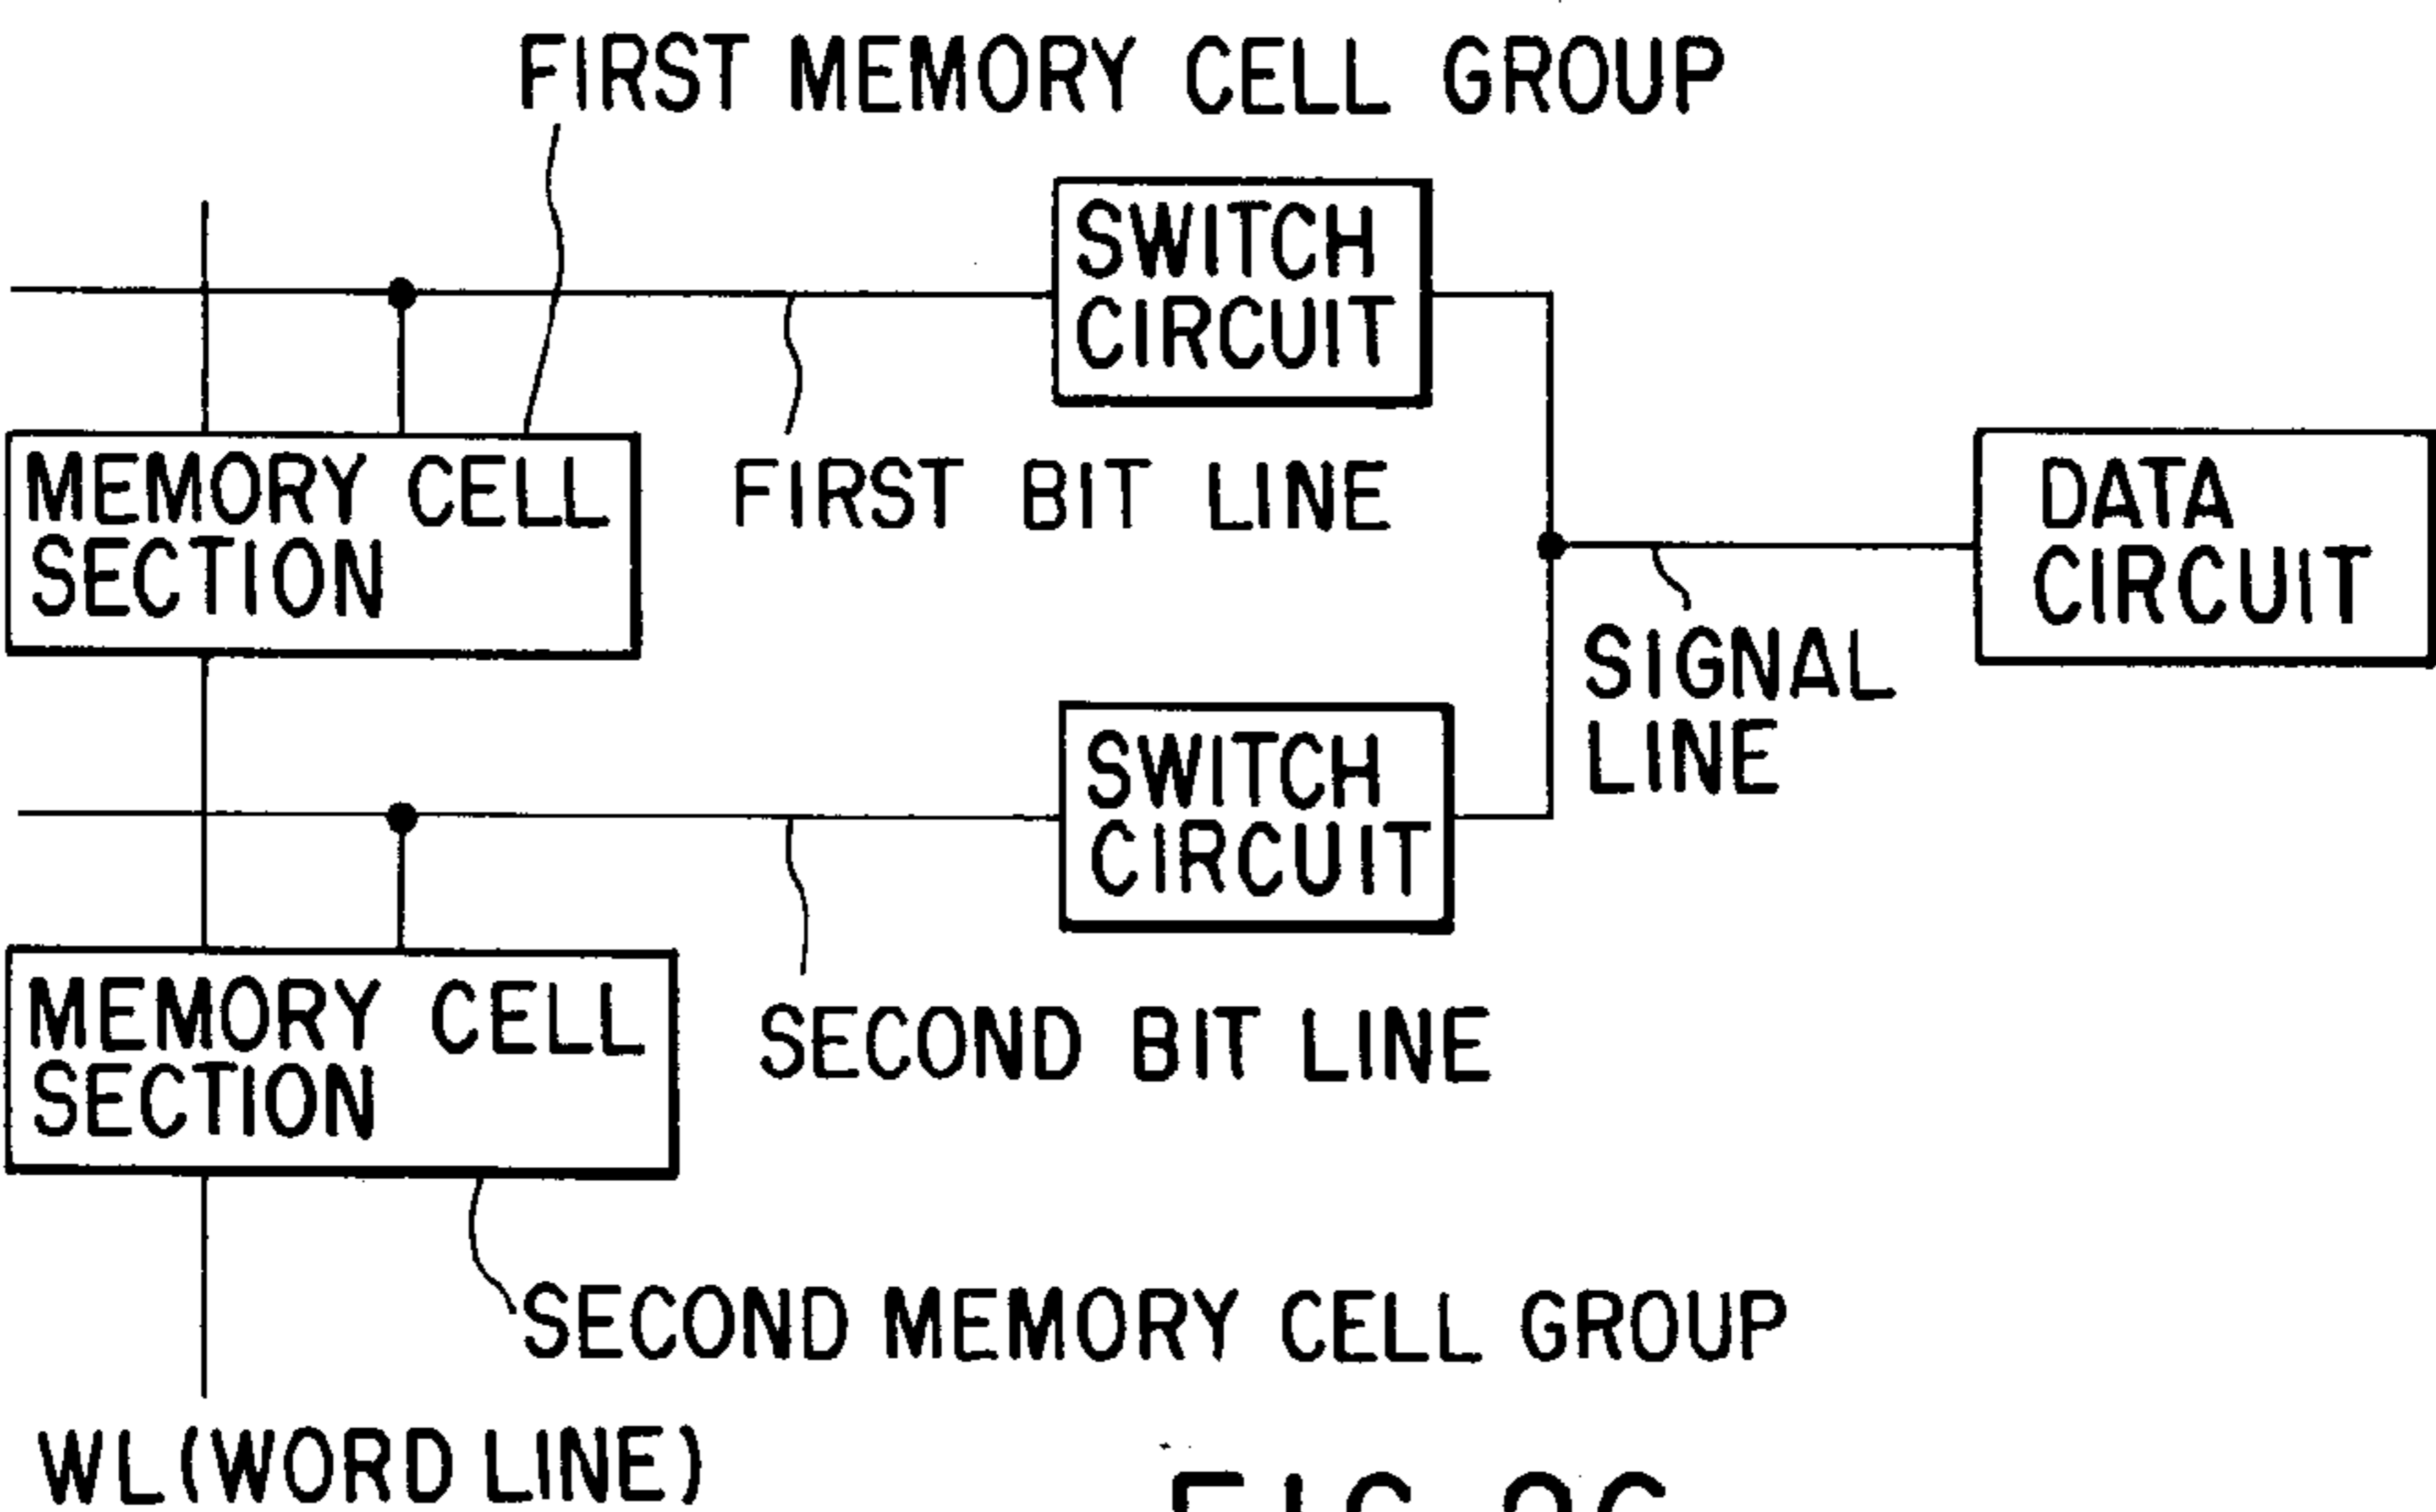 FIRST MEMORY CELL GROUP
SWITCH
CIRCUIT
MEMORY CELL
SECTION
FIRST BIT LINE
DATA
CIRCUIT
SIGNAL
LINE
SWITCH
CIRCUIT
MEMORY CELL
SECTION
SECOND BIT LINE
SECOND MEMORY CELL GROUP
WL(WORD LINE)